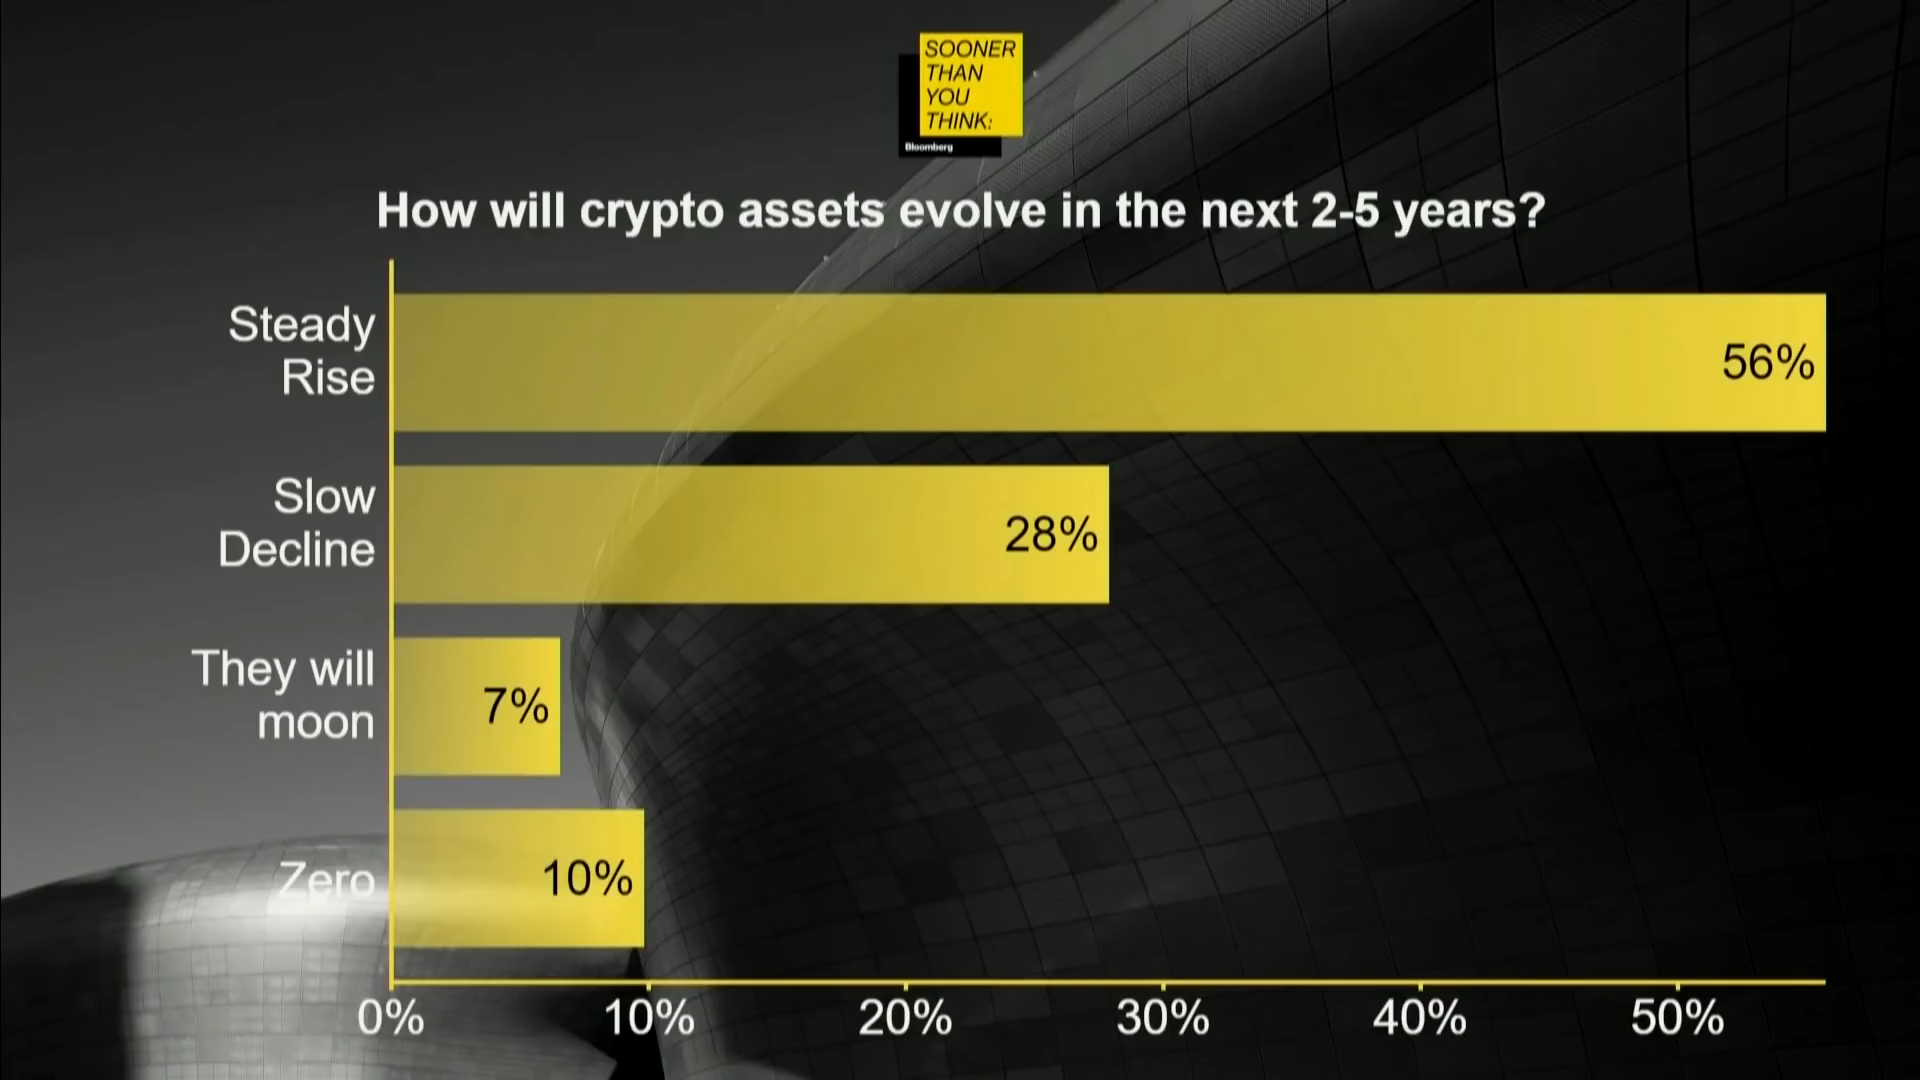 SOONER
THAN
YOU
THINK:
Bloomberg
How will crypto assets evolve in the next 2-5 years?
Steady
Rise
56%
Slow
Decline
28%
They will
moon
7%
Zero
10%
0% 10% 20% 30% 40% 50%